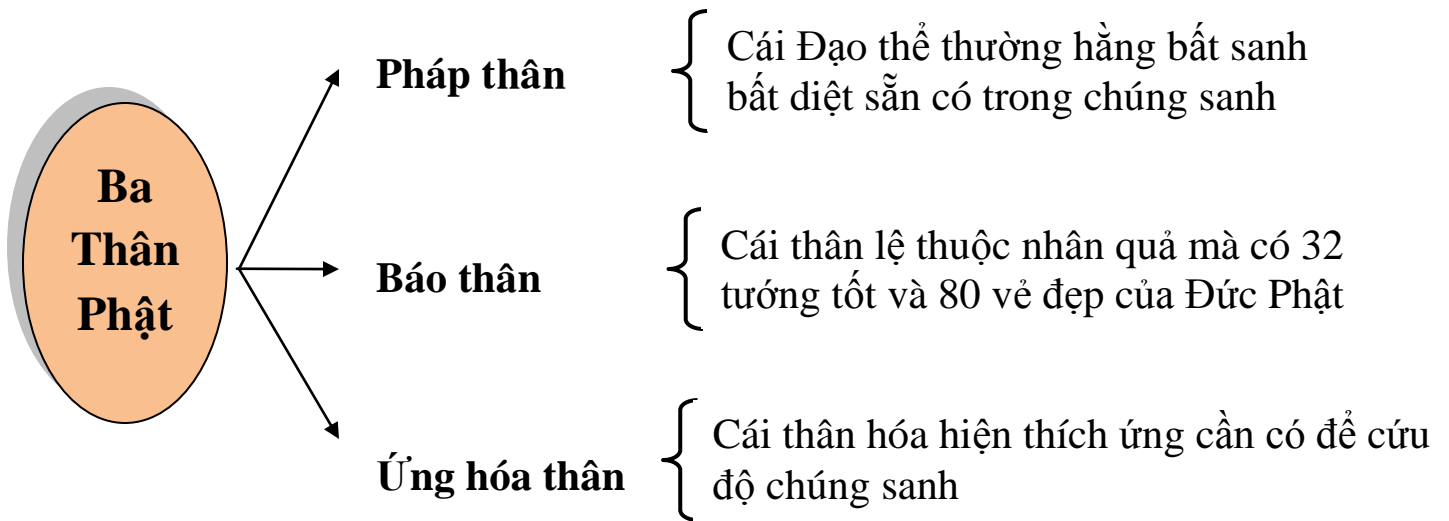 Ba
Thân
Phật
Pháp thân
Cái Đạo thể thường hằng bất sanh
bất diệt sẵn có trong chúng sanh
Báo thân
Cái thân lệ thuộc nhân quả mà có 32
tướng tốt và 80 vẻ đẹp của Đức Phật
Ứng hóa thân
Cái thân hóa hiện thích ứng cần có để cứu
độ chúng sanh